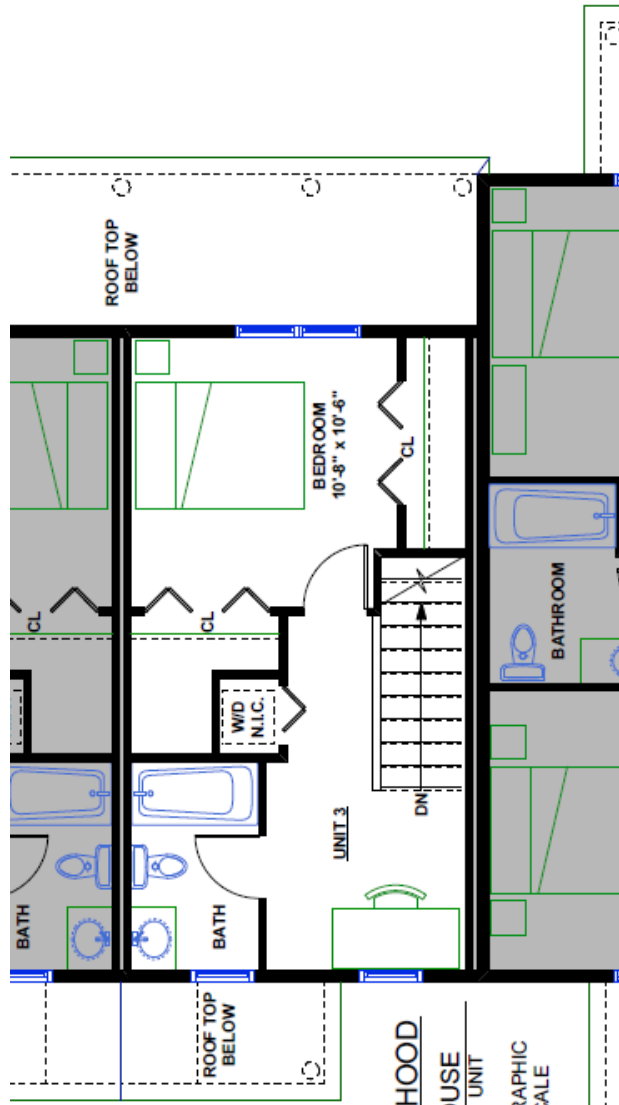 ROOF TOP
BELOW
BEDROOM
10'-8" x 10'-6"
CL
CL
CL
BATHROOM
W/D
N.I.C.
UNIT 3
DN
BATH
BATH
ROOF TOP
BELOW
HOOD
OUSE
UNIT
RAPHIC
ALE